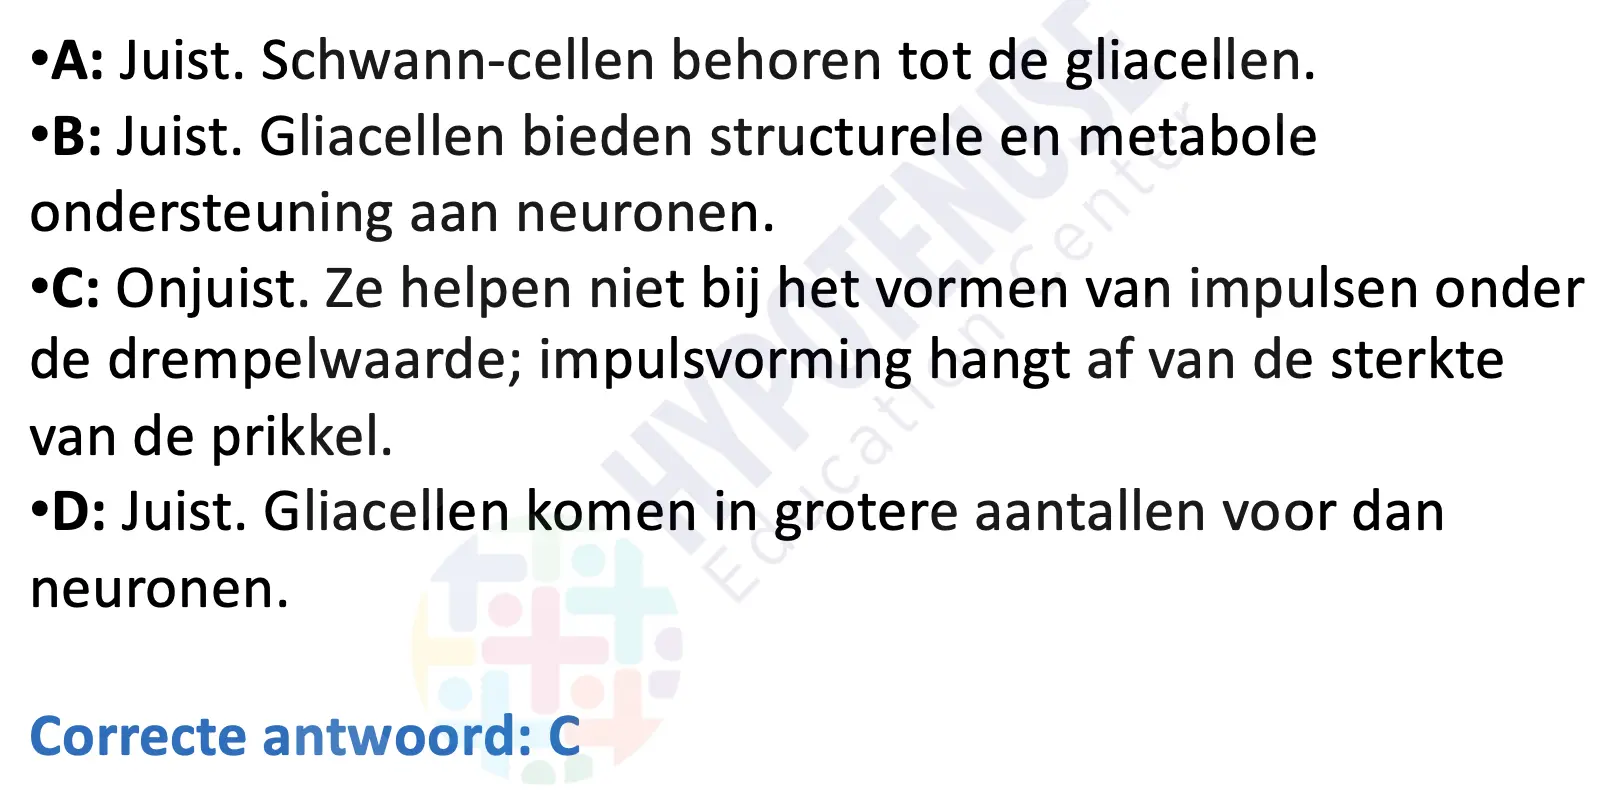 •A: Juist. Schwann-cellen behoren tot de gliacellen.
•B: Juist. Gliacellen bieden structurele en metabole
ondersteuning aan neuronen.
•C: Onjuist. Ze helpen niet bij het vormen van impulsen onder
de drempelwaarde; impulsvorming hangt af van de sterkte
van de prikkel.
•D: Juist. Gliacellen komen in grotere aantallen voor dan
neuronen.
Correcte antwoord: C
HYPOTENUSE
Education Center